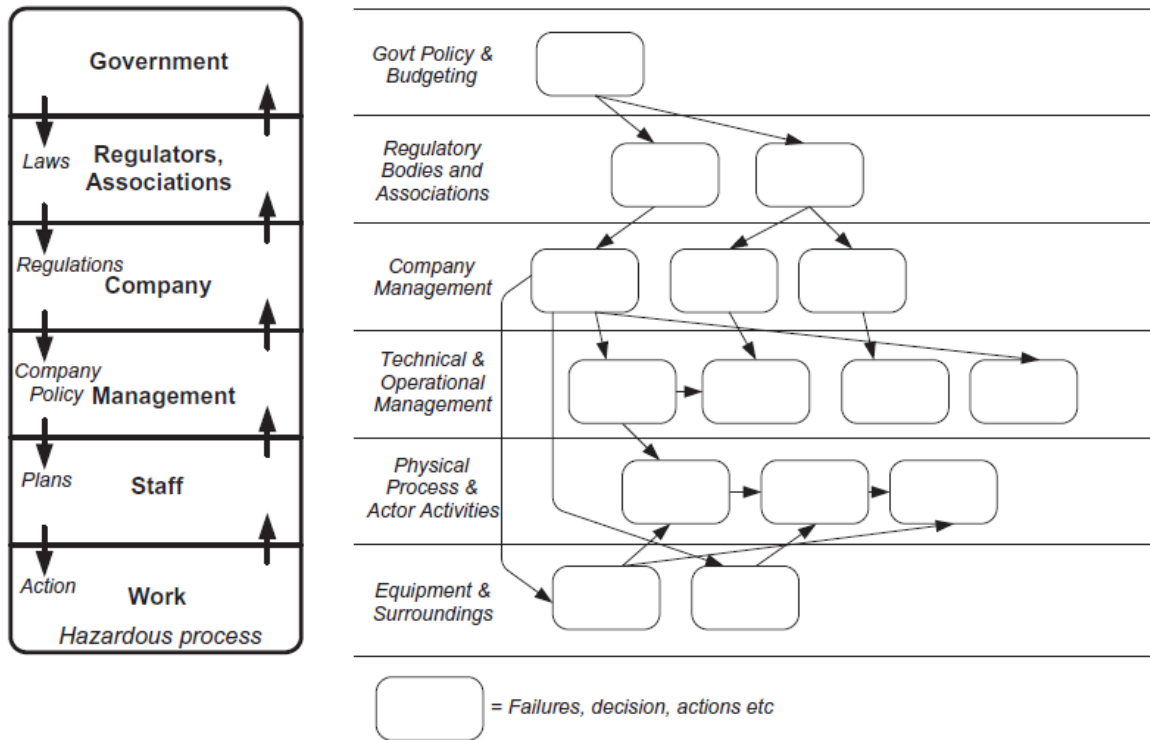 Government
Laws
Regulators,
Associations
Regulations
Company
Company
Policy
Management
Plans
Staff
Action
Work
Hazardous process
Govt Policy &
Budgeting
Regulatory
Bodies and
Associations
Company
Management
Technical &
Operational
Management
Physical
Process &
Actor Activities
Equipment &
Surroundings
= Failures, decision, actions etc